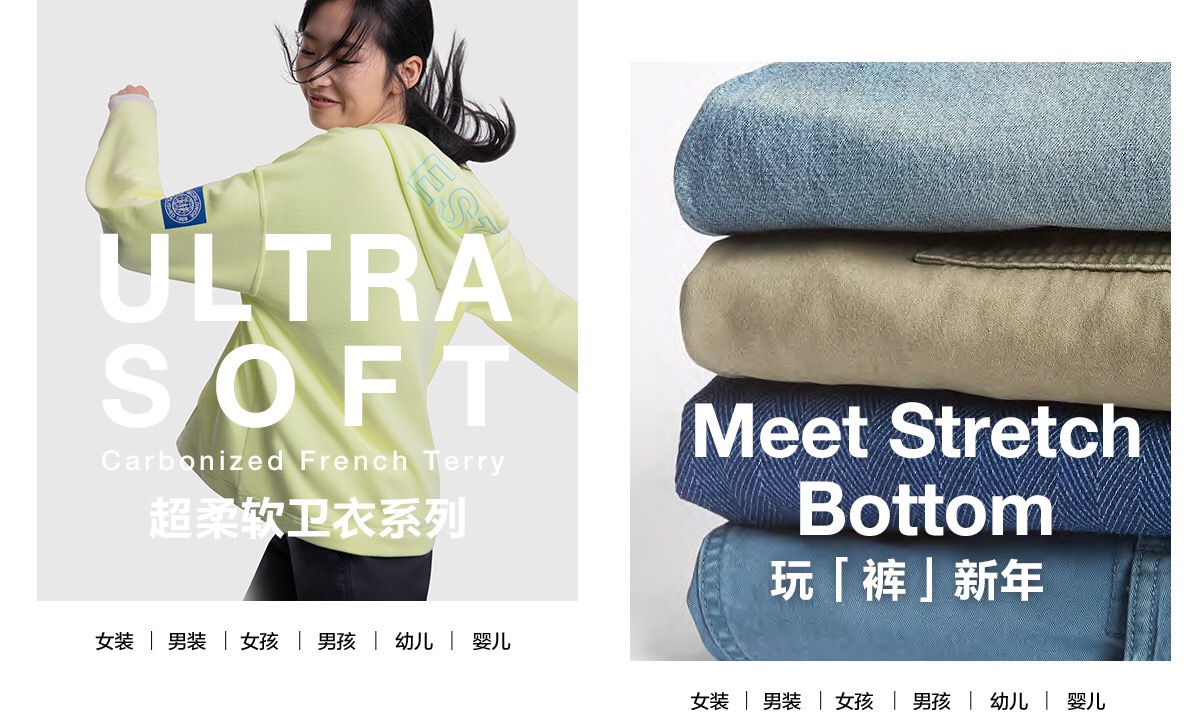 EST
ULTRA
SOFT
Carbonized French Terry
超柔软卫衣系列
女装 | 男装 | 女孩 | 男孩 | 幼儿 | 婴儿
Meet Stretch
Bottom
玩「裤」新年
女装 | 男装 | 女孩 | 男孩 | 幼儿 | 婴儿